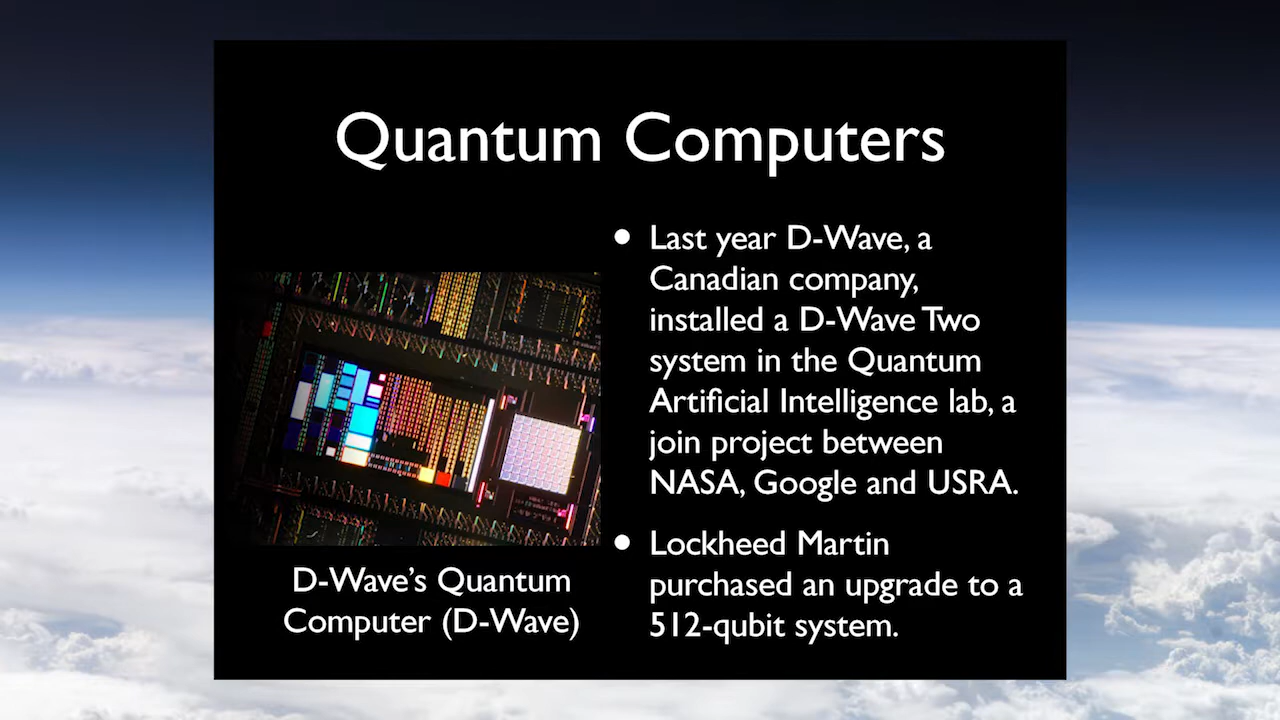 Quantum Computers
• Last year D-Wave, a
Canadian company,
installed a D-Wave Two
system in the Quantum
Artificial Intelligence lab, a
join project between
NASA, Google and USRA.
• Lockheed Martin
purchased an upgrade to a
512-qubit system.
D-Wave's Quantum
Computer (D-Wave)